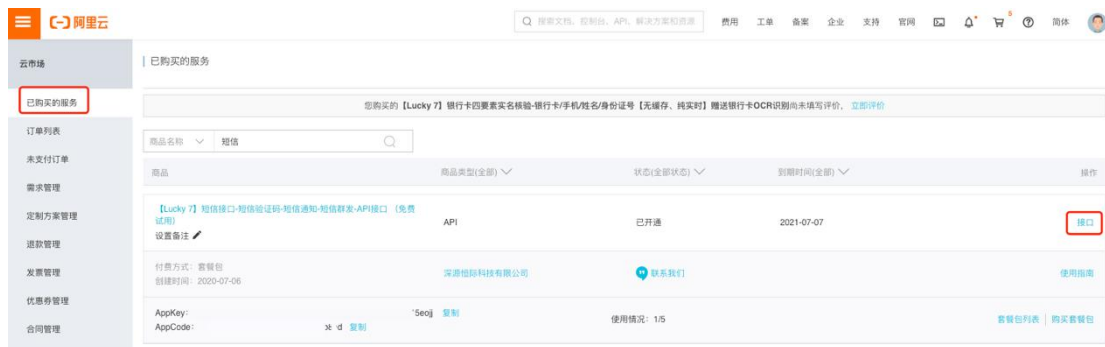 阿里云
搜索文档、控制台、API、解决方案和资源
费用 工单 备案 企业 支持 官网 5 简体
云市场
已购买的服务
订单列表
未支付订单
需求管理
定制方案管理
退款管理
发票管理
优惠券管理
合同管理
已购买的服务
您购买的【Lucky 7】银行卡四要素实名核验-银行卡/手机/姓名/身份证号【无缓存、纯实时】赠送银行卡OCR识别尚未填写评价， 立即评价
商品名称 短信
商品 商品类型(全部) 状态(全部状态) 到期时间(全部) 操作
【Lucky 7】短信接口-短信验证码-短信通知-短信群发-API接口 （免费
试用） API 已开通 2021-07-07 接口
设置备注
付费方式：套餐包
创建时间：2020-07-06
深源恒际科技有限公司 联系我们 使用指南
AppKey: 5eojj 复制
AppCode: 复制
使用情况：1/5 套餐包列表 | 购买套餐包